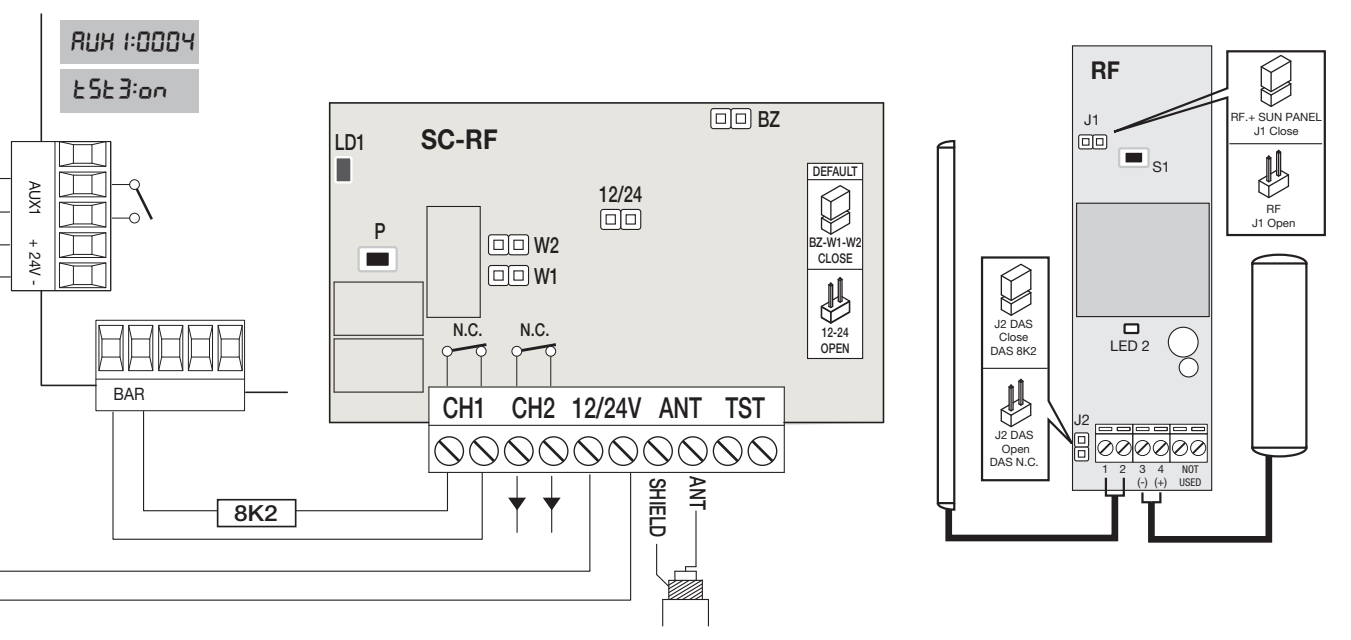 AUX 1:0004
tSt3:on
AUX1
+ 24V -
BAR
8K2
LD1
SC-RF
BZ
P
12/24
W2
W1
N.C.
N.C.
DEFAULT
BZ-W1-W2
CLOSE
12-24
OPEN
CH1 CH2 12/24V ANT TST
SHIELD
ANT
RF
J1
S1
RF.+ SUN PANEL
J1 Close
RF
J1 Open
J2 DAS
Close
DAS 8K2
J2 DAS
Open
DAS N.C.
LED 2
J2
1 2 3 4 NOT
(-) (+) USED